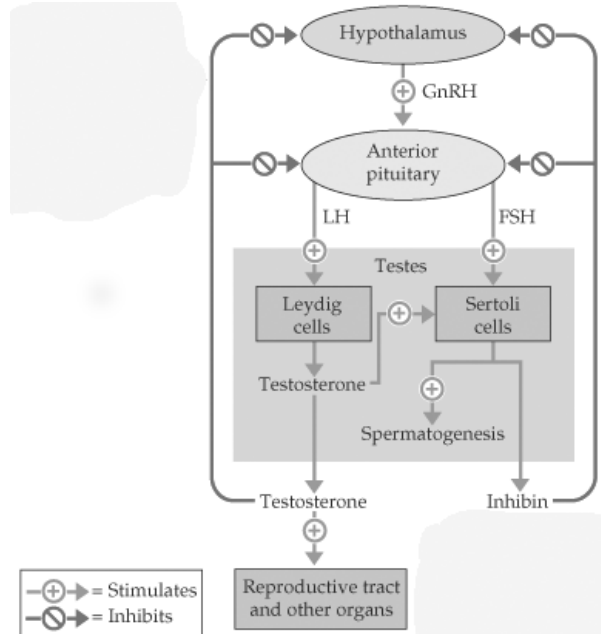 Hypothalamus
GnRH
Anterior
pituitary
LH
FSH
Testes
Leydig
cells
Sertoli
cells
Testosterone
Spermatogenesis
Testosterone
Inhibin
= Stimulates
= Inhibits
Reproductive tract
and other organs